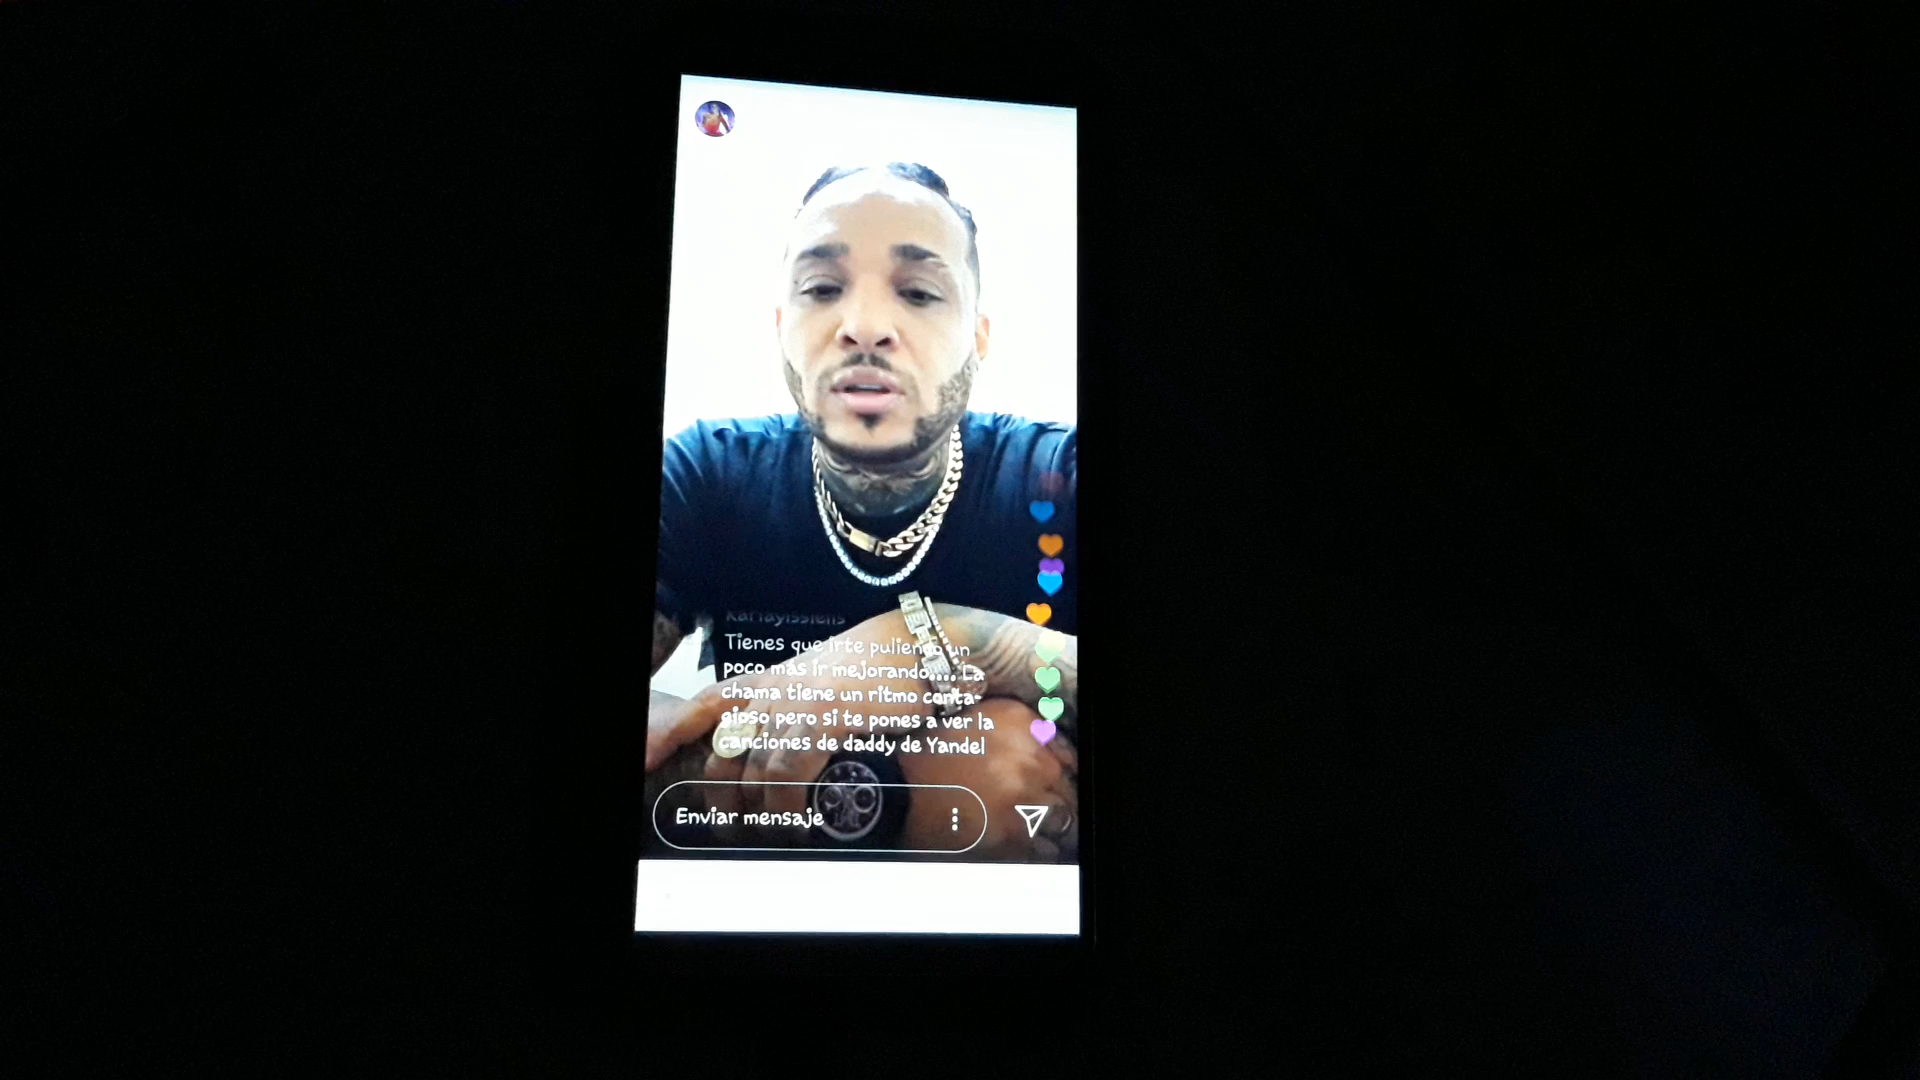 karlayissiells
Tienes que irte puliendo un
poco más ir mejorando.... La
chama tiene un ritmo conta-
gioso pero si te pones a ver la
canciones de daddy de Yandel
Enviar mensaje